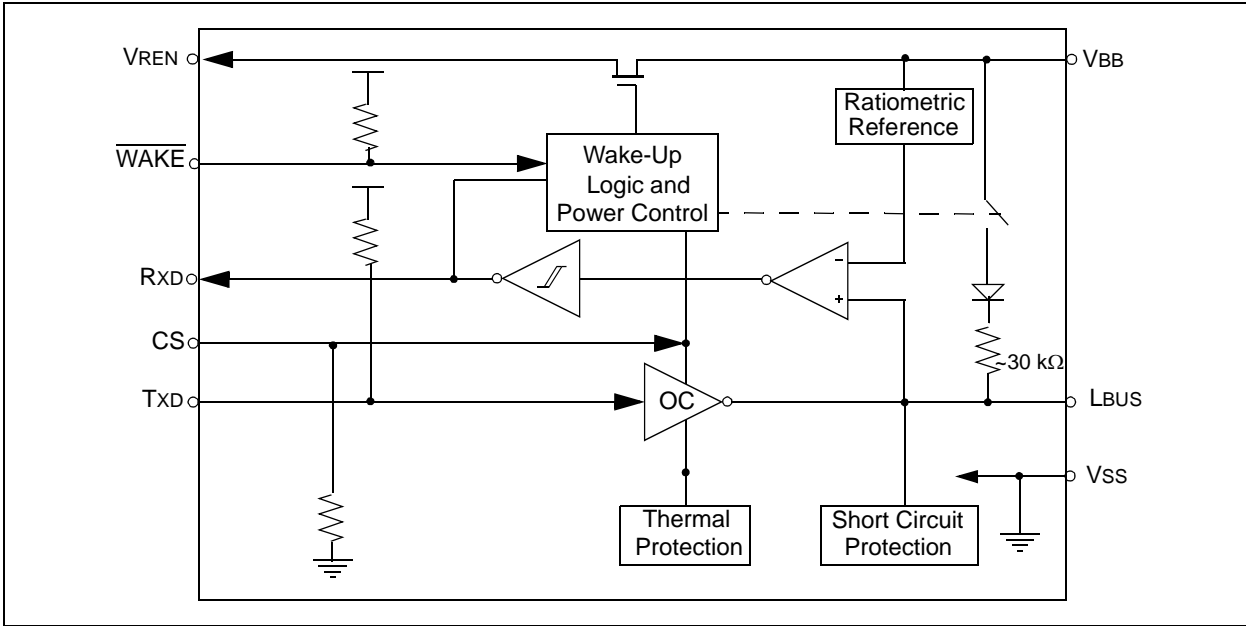 VREN
VBB
Ratiometric
Reference
WAKE
Wake-Up
Logic and
Power Control
RXD
-
+
CS
~30 kΩ
TXD
OC
LBUS
VSS
Thermal
Protection
Short Circuit
Protection